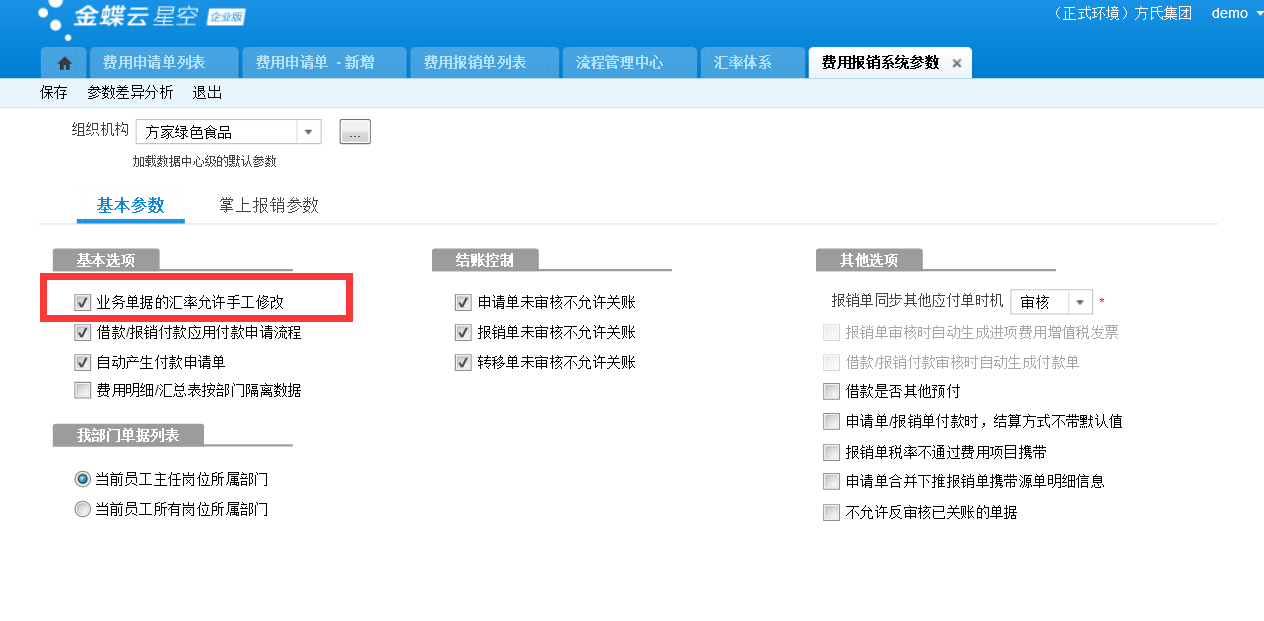 金蝶云 星空 企业版
（正式环境）方氏集团 demo
费用申请单列表 费用申请单 - 新增 费用报销单列表 流程管理中心 汇率体系 费用报销系统参数 ×
保存 参数差异分析 退出
组织机构 方家绿色食品 ...
加载数据中心级的默认参数
基本参数 掌上报销参数
基本选项
业务单据的汇率允许手工修改
借款/报销付款应用付款申请流程
自动产生付款申请单
费用明细/汇总表按部门隔离数据
我部门单据列表
当前员工主任岗位所属部门
当前员工所有岗位所属部门
结账控制
申请单未审核不允许关账
报销单未审核不允许关账
转移单未审核不允许关账
其他选项
报销单同步其他应付单时机 审核 *
报销单审核时自动生成进项费用增值税发票
借款/报销付款审核时自动生成付款单
借款是否其他预付
申请单/报销单付款时，结算方式不带默认值
报销单税率不通过费用项目携带
申请单合并下推报销单携带源单明细信息
不允许反审核已关账的单据